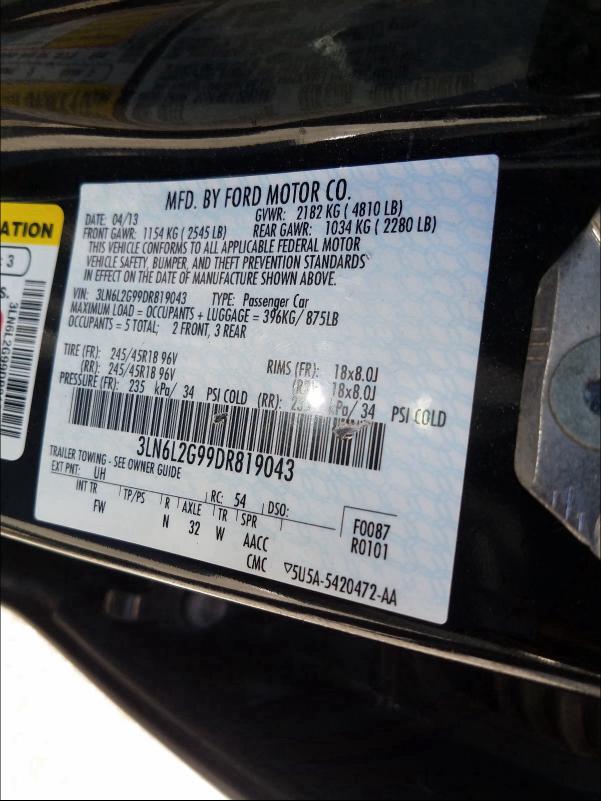 MFD. BY FORD MOTOR CO.
DATE: 04/13 GVWR: 2182 KG ( 4810 LB)
FRONT GAWR: 1154 KG ( 2545 LB) REAR GAWR: 1034 KG ( 2280 LB)
THIS VEHICLE CONFORMS TO ALL APPLICABLE FEDERAL MOTOR
VEHICLE SAFETY, BUMPER, AND THEFT PREVENTION STANDARDS
IN EFFECT ON THE DATE OF MANUFACTURE SHOWN ABOVE.
VIN: 3LN6L2G99DR819043 TYPE: Passenger Car
MAXIMUM LOAD = OCCUPANTS + LUGGAGE = 396KG/ 875LB
OCCUPANTS = 5 TOTAL; 2 FRONT, 3 REAR
TIRE (FR): 245/45R18 96V RIMS (FR): 18x8.0J
(RR): 245/45R18 96V 18x8.0J
PRESSURE (FR): 235 kPa/ 34 PSI COLD (RR): kPa/ 34 PSI COLD
3LN6L2G99DR819043
TRAILER TOWING - SEE OWNER GUIDE
EXT PNT: UH RC: 54 DSO:
INT TR TP/PS R AXLE TR SPR F0087
FW N 32 W AACC R0101
CMC ▽5U5A-5420472-AA
ATION
: 3
S.